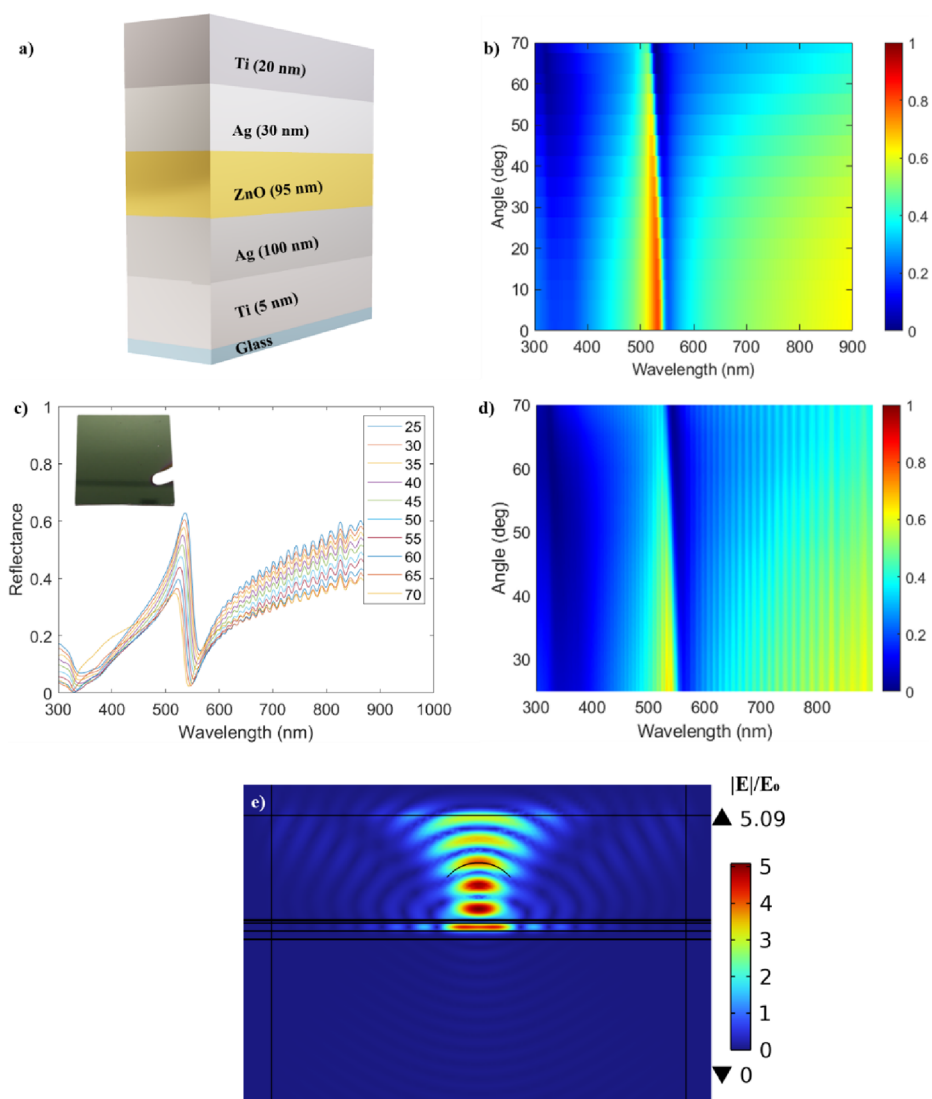 a)
Ti (20 nm)
Ag (30 nm)
ZnO (95 nm)
Ag (100 nm)
Ti (5 nm)
Glass
b)
70
60
50
40
30
20
10
0
Angle (deg)
300 400 500 600 700 800 900
Wavelength (nm)
1
0.8
0.6
0.4
0.2
0
c)
1
0.8
0.6
0.4
0.2
0
Reflectance
300 400 500 600 700 800 900 1000
Wavelength (nm)
25
30
35
40
45
50
55
60
65
70
d)
70
60
50
40
30
Angle (deg)
300 400 500 600 700 800
Wavelength (nm)
1
0.8
0.6
0.4
0.2
0
e)
|E|/E₀
▲ 5.09
5
4
3
2
1
0
▼ 0